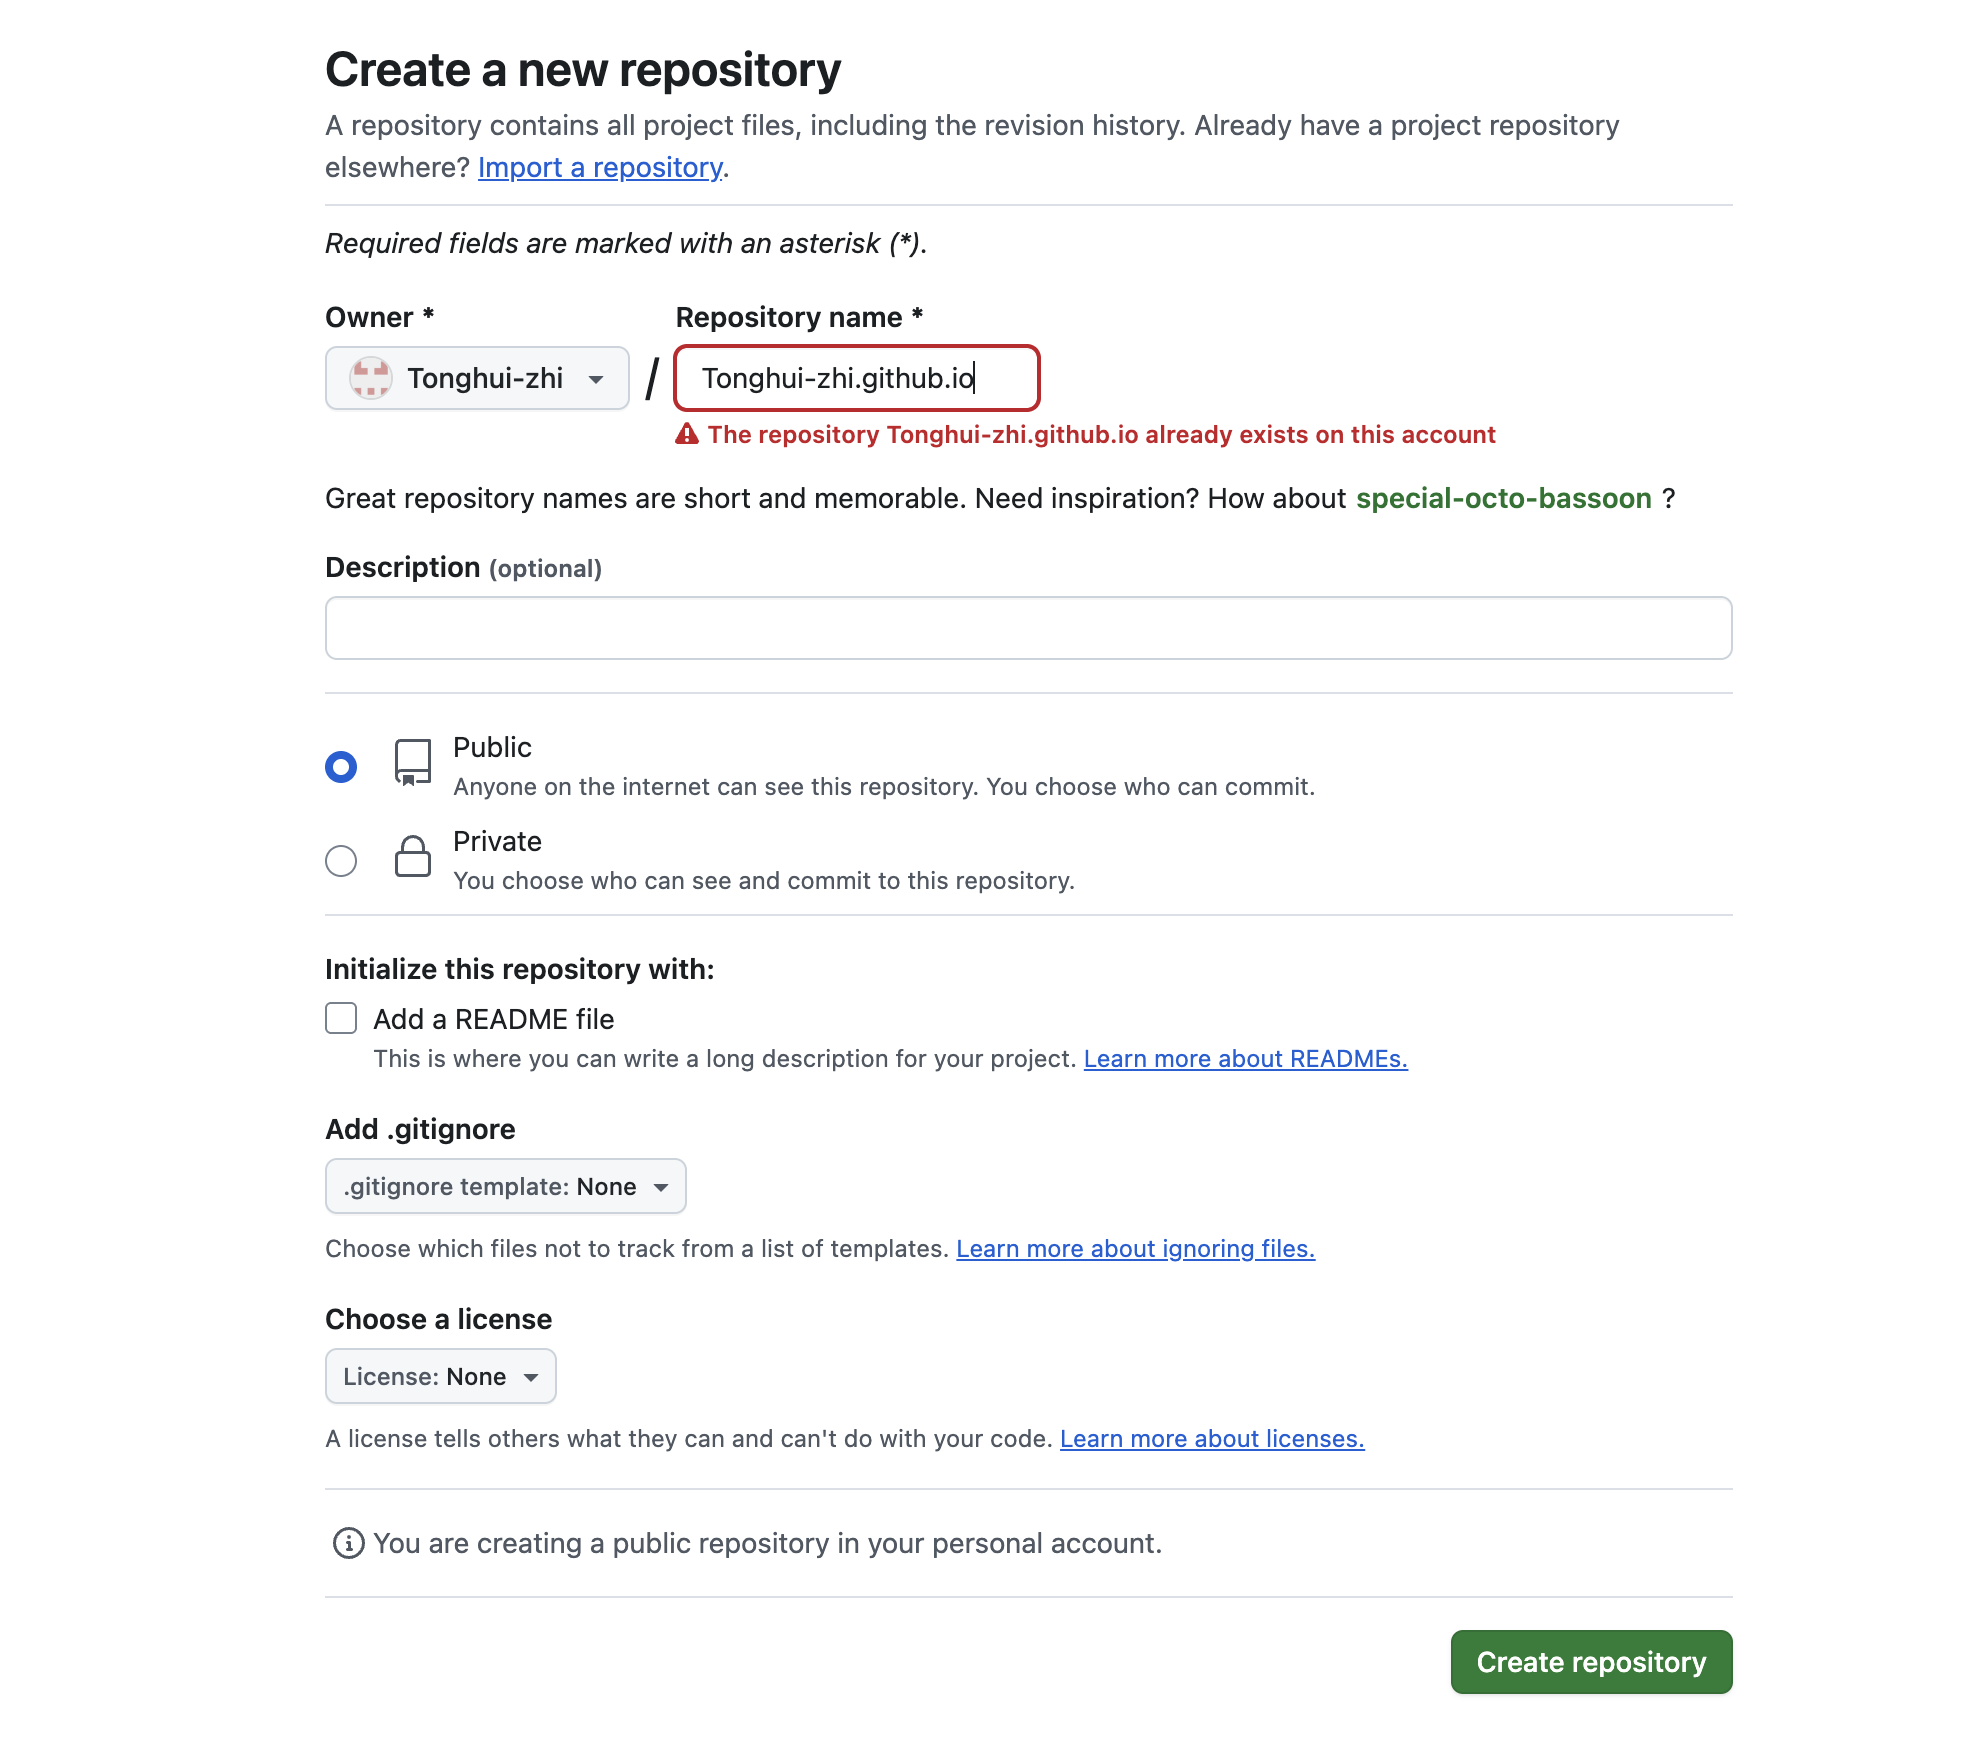 Create a new repository
A repository contains all project files, including the revision history. Already have a project repository
elsewhere? Import a repository.
Required fields are marked with an asterisk (*).
Owner *
Repository name *
Tonghui-zhi
/
Tonghui-zhi.github.io
The repository Tonghui-zhi.github.io already exists on this account
Great repository names are short and memorable. Need inspiration? How about special-octo-bassoon ?
Description (optional)
Public
Anyone on the internet can see this repository. You choose who can commit.
Private
You choose who can see and commit to this repository.
Initialize this repository with:
Add a README file
This is where you can write a long description for your project. Learn more about READMEs.
Add .gitignore
.gitignore template: None
Choose which files not to track from a list of templates. Learn more about ignoring files.
Choose a license
License: None
A license tells others what they can and can't do with your code. Learn more about licenses.
You are creating a public repository in your personal account.
Create repository